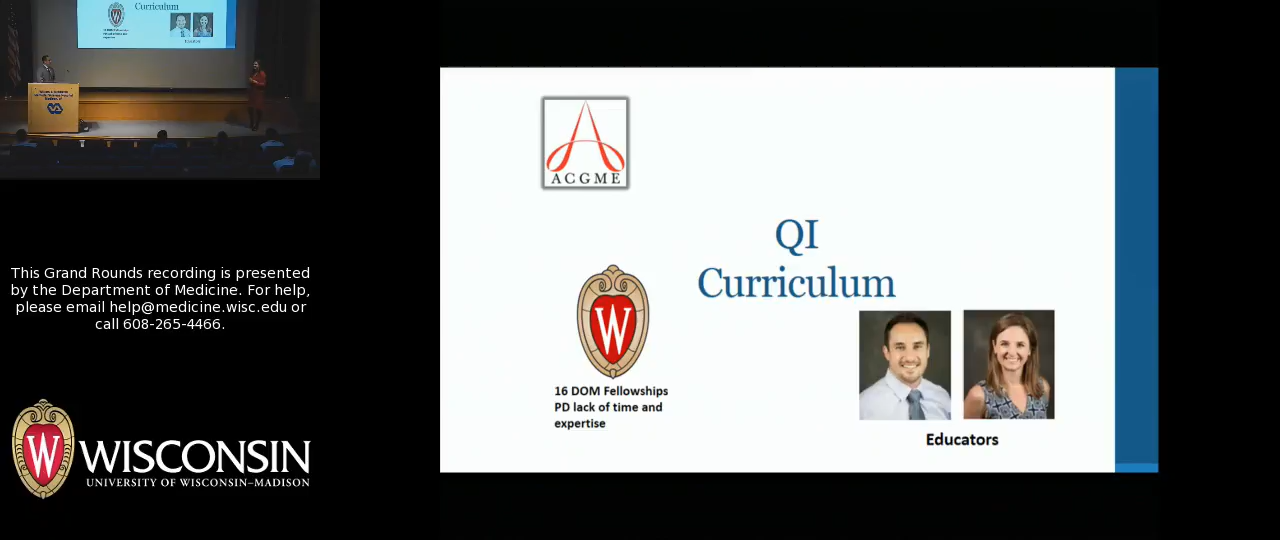 Curriculum
This Grand Rounds recording is presented
by the Department of Medicine. For help,
please email help@medicine.wisc.edu or
call 608-265-4466.
W WISCONSIN
UNIVERSITY OF WISCONSIN–MADISON
ACGME
QI
Curriculum
W
16 DOM Fellowships
PD lack of time and
expertise
Educators